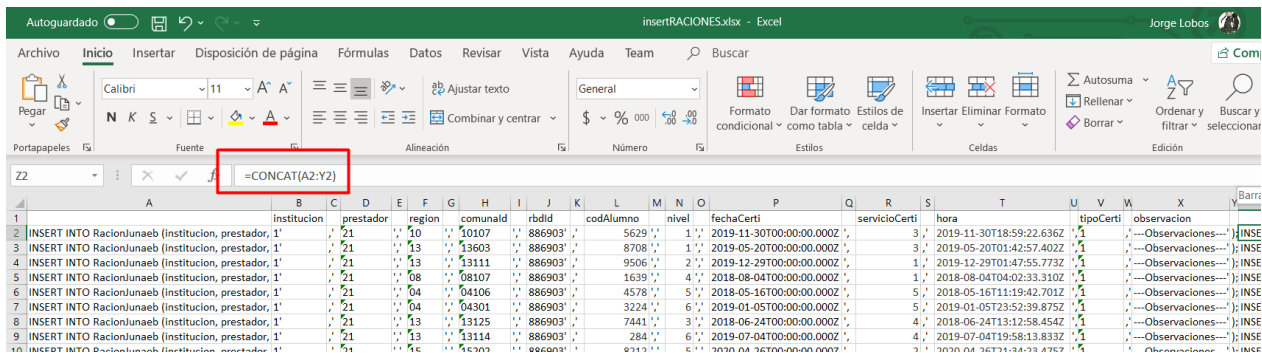 Autoguardado insertRACIONES.xlsx - Excel Jorge Lobos
Archivo Inicio Insertar Disposición de página Fórmulas Datos Revisar Vista Ayuda Team Buscar
Calibri 11 A^ A˅ ab Ajustar texto General Autosuma
Pegar Rellenar
N K S A Combinar y centrar $ % 000 Formato condicional Dar formato como tabla Estilos de celda Insertar Eliminar Formato Borrar Ordenar y filtrar Buscar y
Portapapeles Fuente Alineación Número Estilos Celdas Edición
Z2 =CONCAT(A2:Y2)
A B C D E F G H I J K L M N O P Q R S T U V W X Y
1 institucion prestador region comunaId rbdId codAlumno nivel fechaCerti servicioCerti hora tipoCerti observacion
2 INSERT INTO RacionJunaeb (institucion, prestador, 1' ,' 21 ',' 10 ',' 10107 ',' 886903' ,' 5629 ',' 1 ',' 2019-11-30T00:00:00.000Z ', 3 ,' 2019-11-30T18:59:22.636Z ',' 1 ,' ---Observaciones---' ); INSE
3 INSERT INTO RacionJunaeb (institucion, prestador, 1' ,' 21 ',' 13 ',' 13603 ',' 886903' ,' 8708 ',' 1 ',' 2019-05-20T00:00:00.000Z ', 3 ,' 2019-05-20T01:42:57.402Z ',' 1 ,' ---Observaciones---' ); INSE
4 INSERT INTO RacionJunaeb (institucion, prestador, 1' ,' 21 ',' 13 ',' 13111 ',' 886903' ,' 9506 ',' 2 ',' 2019-12-29T00:00:00.000Z ', 1 ,' 2019-12-29T01:47:55.773Z ',' 1 ,' ---Observaciones---' ); INSE
5 INSERT INTO RacionJunaeb (institucion, prestador, 1' ,' 21 ',' 08 ',' 08107 ',' 886903' ,' 1639 ',' 4 ',' 2018-08-04T00:00:00.000Z ', 1 ,' 2018-08-04T04:02:33.310Z ',' 1 ,' ---Observaciones---' ); INSE
6 INSERT INTO RacionJunaeb (institucion, prestador, 1' ,' 21 ',' 04 ',' 04106 ',' 886903' ,' 4578 ',' 5 ',' 2018-05-16T00:00:00.000Z ', 5 ,' 2018-05-16T11:19:42.701Z ',' 1 ,' ---Observaciones---' ); INSE
7 INSERT INTO RacionJunaeb (institucion, prestador, 1' ,' 21 ',' 04 ',' 04301 ',' 886903' ,' 3224 ',' 6 ',' 2019-01-05T00:00:00.000Z ', 5 ,' 2019-01-05T23:52:39.875Z ',' 1 ,' ---Observaciones---' ); INSE
8 INSERT INTO RacionJunaeb (institucion, prestador, 1' ,' 21 ',' 13 ',' 13125 ',' 886903' ,' 7441 ',' 3 ',' 2018-06-24T00:00:00.000Z ', 4 ,' 2018-06-24T13:12:58.454Z ',' 1 ,' ---Observaciones---' ); INSE
9 INSERT INTO RacionJunaeb (institucion, prestador, 1' ,' 21 ',' 13 ',' 13114 ',' 886903' ,' 284 ',' 6 ',' 2019-07-04T00:00:00.000Z ', 4 ,' 2019-07-04T19:58:13.833Z ',' 1 ,' ---Observaciones---' ); INSE